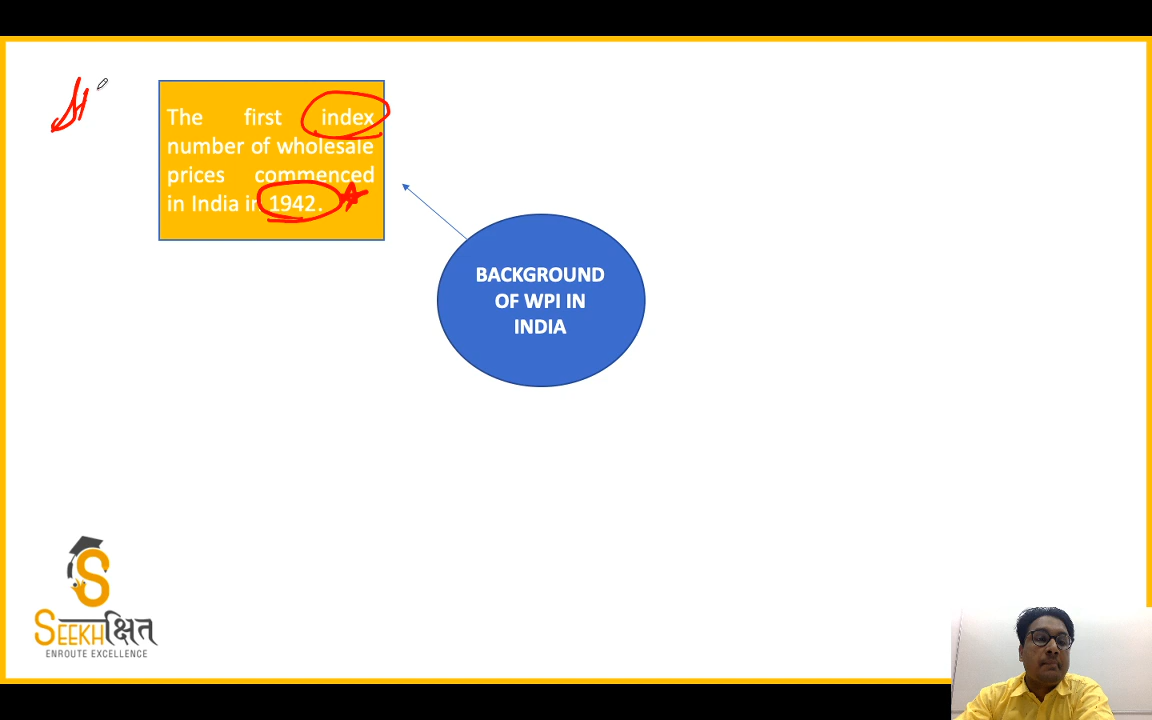 The first index
number of wholesale
prices commenced
in India in 1942.
BACKGROUND
OF WPI IN
INDIA
S
SEEKHक्षित
ENROUTE EXCELLENCE